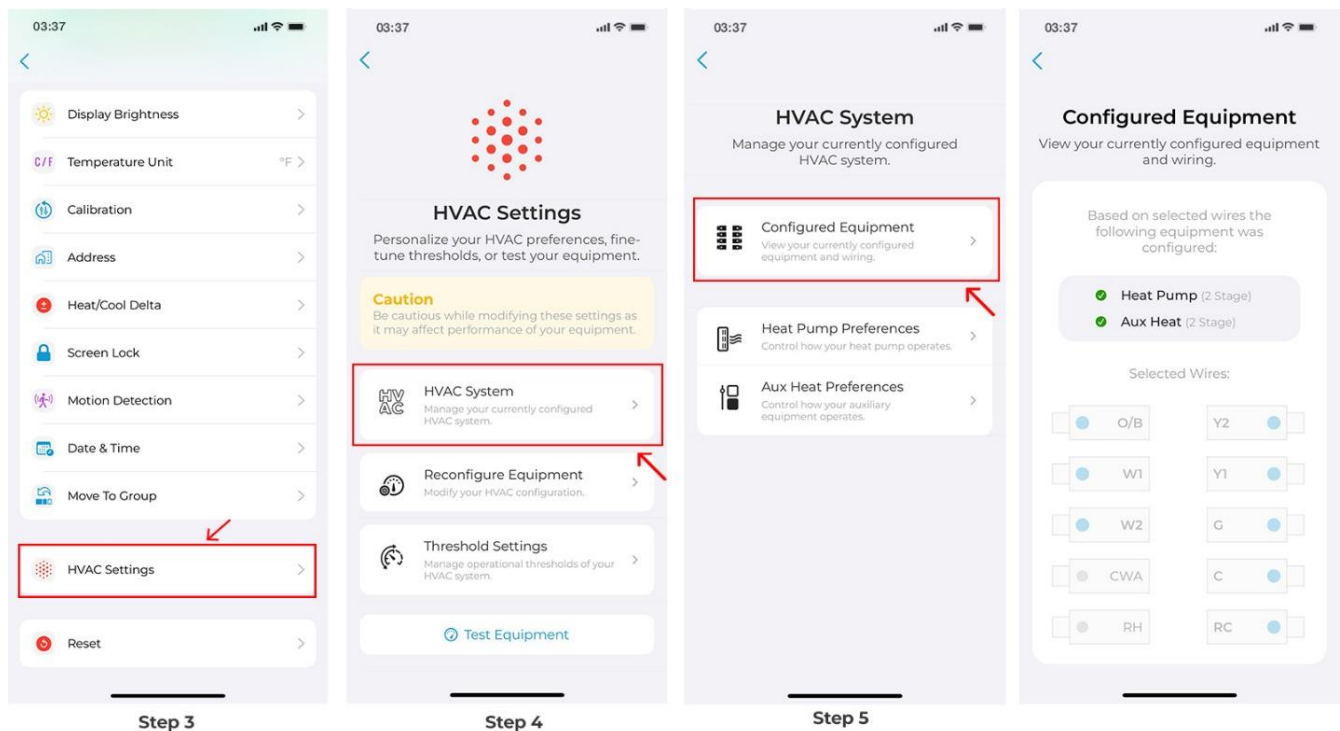 03:37
Display Brightness
C/F Temperature Unit °F
Calibration
Address
Heat/Cool Delta
Screen Lock
Motion Detection
Date & Time
Move To Group
HVAC Settings
Reset
Step 3
03:37
HVAC Settings
Personalize your HVAC preferences, fine-
tune thresholds, or test your equipment.
Caution
Be cautious while modifying these settings as
it may affect performance of your equipment.
HV
AC
HVAC System
Manage your currently configured
HVAC system.
Reconfigure Equipment
Modify your HVAC configuration.
Threshold Settings
Manage operational thresholds of your
HVAC system.
Test Equipment
Step 4
03:37
HVAC System
Manage your currently configured
HVAC system.
Configured Equipment
View your currently configured
equipment and wiring.
Heat Pump Preferences
Control how your heat pump operates.
Aux Heat Preferences
Control how your auxiliary
equipment operates.
Step 5
03:37
Configured Equipment
View your currently configured equipment
and wiring.
Based on selected wires the
following equipment was
configured:
Heat Pump (2 Stage)
Aux Heat (2 Stage)
Selected Wires:
O/B Y2
W1 Y1
W2 G
CWA C
RH RC